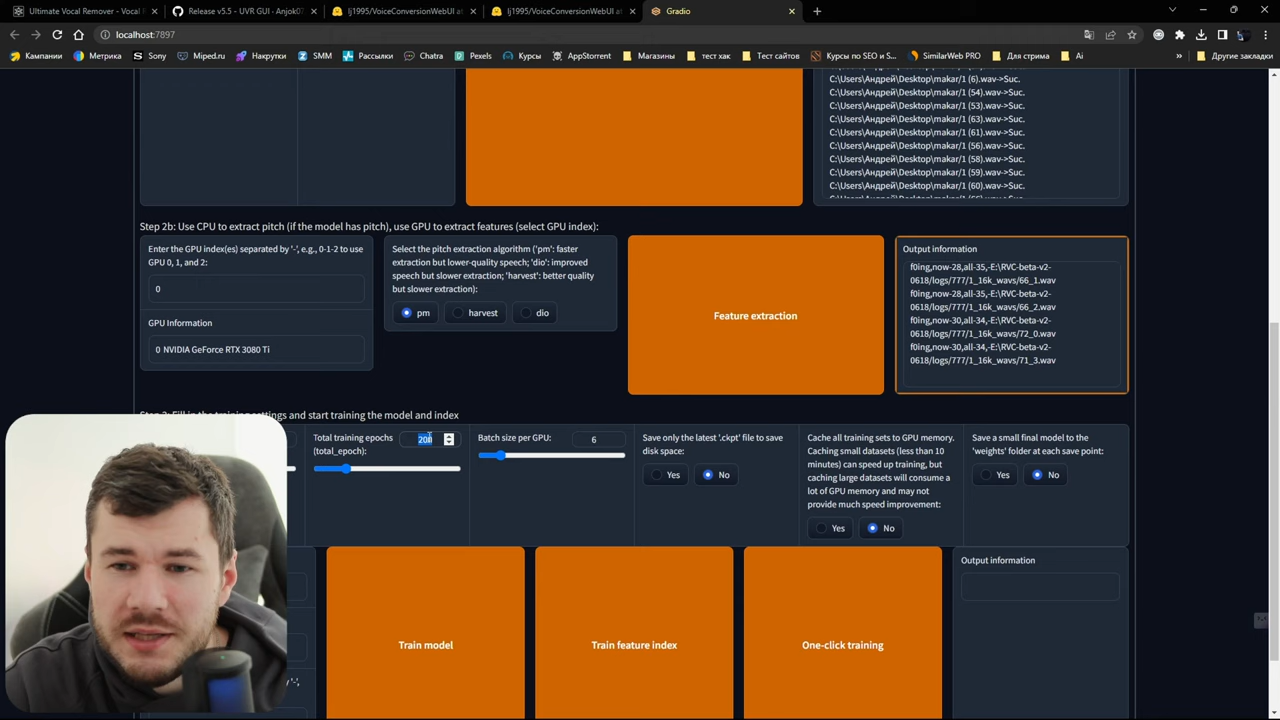 Ultimate Vocal Remover - Vocal R
Release v5.5 - UVR GUI - Anjok07
lj1995/VoiceConversionWebUI at
lj1995/VoiceConversionWebUI at
Gradio
localhost:7897
Кампании
Метрика
Sony
Miped.ru
Накрутки
SMM
Рассылки
Chatra
Pexels
Курсы
AppStorrent
Магазины
тест хак
Тест сайтов
Курсы по SEO и ...
SimilarWeb PRO
Для стрима
Ai
Другие закладки
C:\Users\Андрей\Desktop\makar/1 (6).wav->Suc.
C:\Users\Андрей\Desktop\makar/1 (54).wav->Suc.
C:\Users\Андрей\Desktop\makar/1 (53).wav->Suc.
C:\Users\Андрей\Desktop\makar/1 (63).wav->Suc.
C:\Users\Андрей\Desktop\makar/1 (61).wav->Suc.
C:\Users\Андрей\Desktop\makar/1 (56).wav->Suc.
C:\Users\Андрей\Desktop\makar/1 (58).wav->Suc.
C:\Users\Андрей\Desktop\makar/1 (59).wav->Suc.
C:\Users\Андрей\Desktop\makar/1 (60).wav->Suc.
Step 2b: Use CPU to extract pitch (if the model has pitch), use GPU to extract features (select GPU index):
Enter the GPU index(es) separated by '-', e.g., 0-1-2 to use
GPU 0, 1, and 2:
0
GPU Information
0 NVIDIA GeForce RTX 3080 Ti
Select the pitch extraction algorithm ('pm': faster
extraction but lower-quality speech; 'dio': improved
speech but slower extraction; 'harvest': better quality
but slower extraction):
pm
harvest
dio
Feature extraction
Output information
f0ing,now-28,all-35,-E:\RVC-beta-v2-
0618/logs/777/1_16k_wavs/66_1.wav
f0ing,now-28,all-35,-E:\RVC-beta-v2-
0618/logs/777/1_16k_wavs/66_2.wav
f0ing,now-30,all-34,-E:\RVC-beta-v2-
0618/logs/777/1_16k_wavs/72_0.wav
f0ing,now-30,all-34,-E:\RVC-beta-v2-
0618/logs/777/1_16k_wavs/71_3.wav
Step 3: Fill in the training settings and start training the model and index
Total training epochs
(total_epoch):
Batch size per GPU:
6
Save only the latest '.ckpt' file to save
disk space:
Yes
No
Cache all training sets to GPU memory.
Caching small datasets (less than 10
minutes) can speed up training, but
caching large datasets will consume a
lot of GPU memory and may not
provide much speed improvement:
Yes
No
Save a small final model to the
'weights' folder at each save point:
Yes
No
Train model
Train feature index
One-click training
Output information